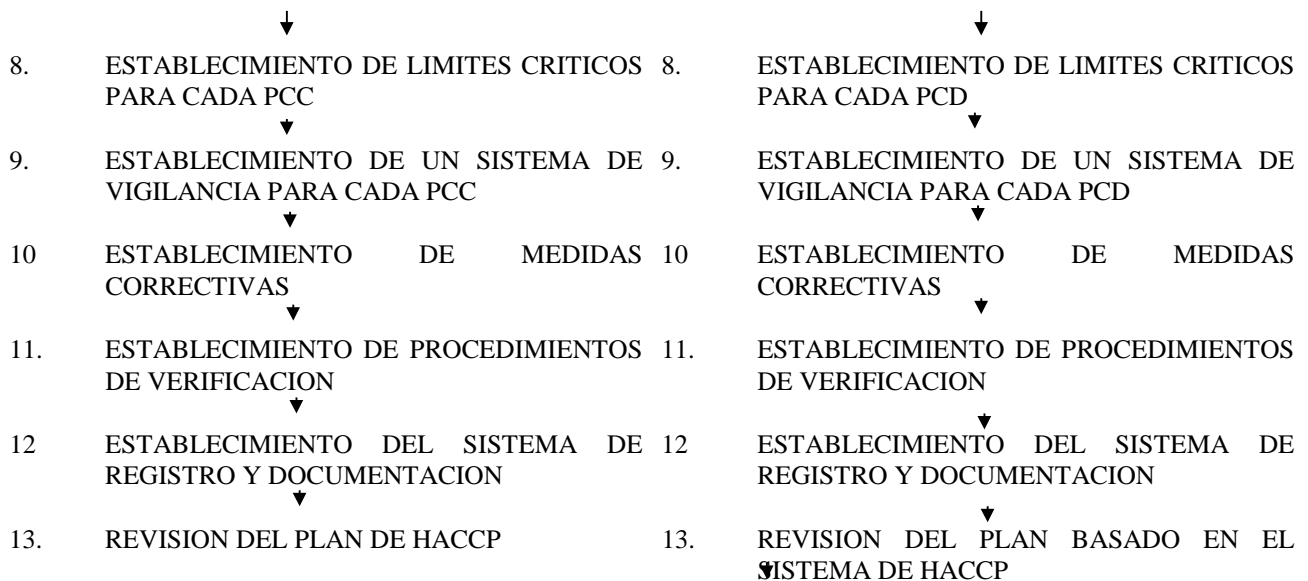 8. ESTABLECIMIENTO DE LIMITES CRITICOS
PARA CADA PCC
9. ESTABLECIMIENTO DE UN SISTEMA DE
VIGILANCIA PARA CADA PCC
10 ESTABLECIMIENTO DE MEDIDAS
CORRECTIVAS
11. ESTABLECIMIENTO DE PROCEDIMIENTOS
DE VERIFICACION
12 ESTABLECIMIENTO DEL SISTEMA DE
REGISTRO Y DOCUMENTACION
13. REVISION DEL PLAN DE HACCP
8. ESTABLECIMIENTO DE LIMITES CRITICOS
PARA CADA PCD
9. ESTABLECIMIENTO DE UN SISTEMA DE
VIGILANCIA PARA CADA PCD
10 ESTABLECIMIENTO DE MEDIDAS
CORRECTIVAS
11. ESTABLECIMIENTO DE PROCEDIMIENTOS
DE VERIFICACION
12 ESTABLECIMIENTO DEL SISTEMA DE
REGISTRO Y DOCUMENTACION
13. REVISION DEL PLAN BASADO EN EL
SISTEMA DE HACCP